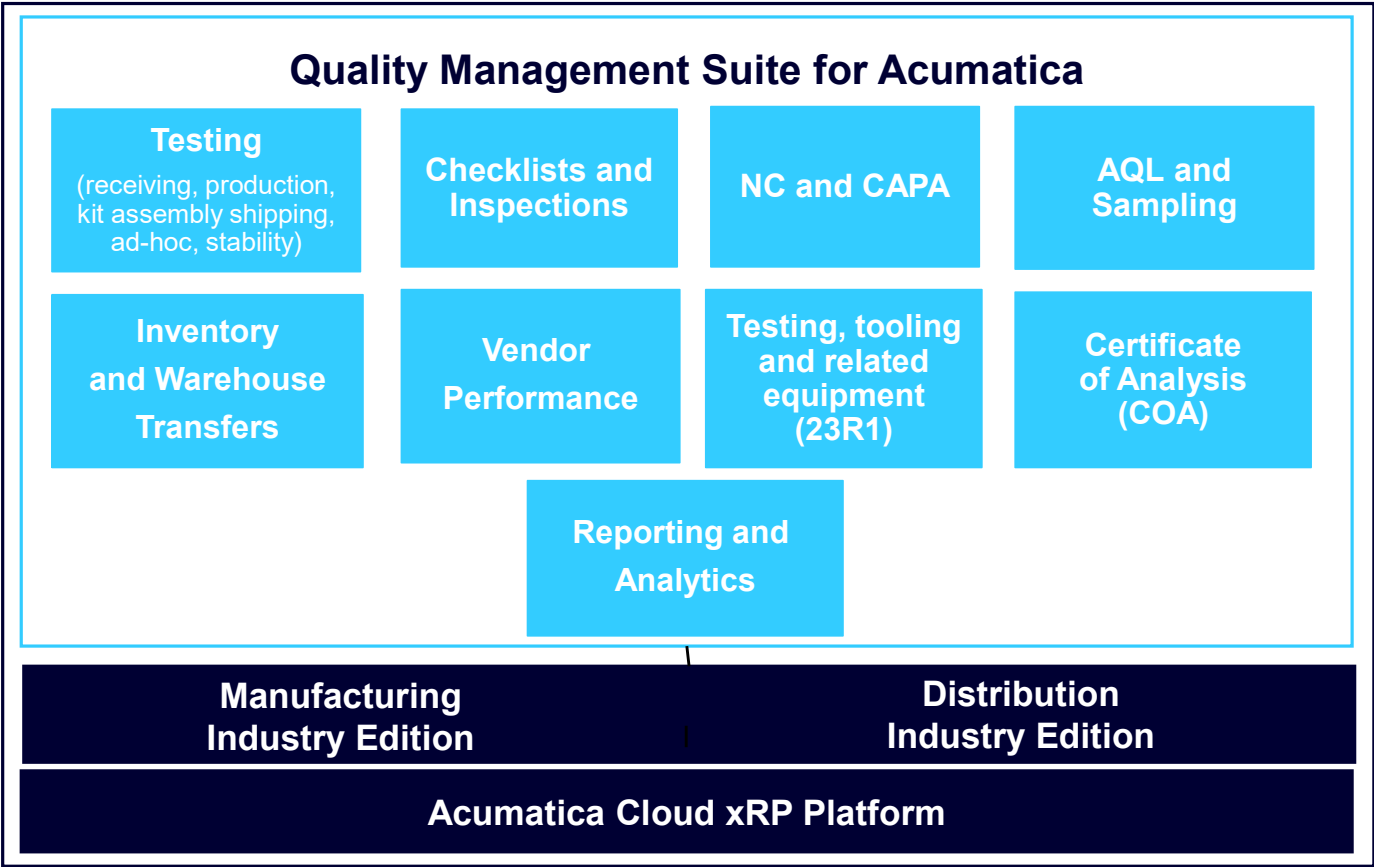 Quality Management Suite for Acumatica
Testing
(receiving, production,
kit assembly shipping,
ad-hoc, stability)
Checklists and
Inspections
NC and CAPA
AQL and
Sampling
Inventory
and Warehouse
Transfers
Vendor
Performance
Testing, tooling
and related
equipment
(23R1)
Certificate
of Analysis
(COA)
Reporting and
Analytics
Manufacturing
Industry Edition
Distribution
Industry Edition
Acumatica Cloud xRP Platform